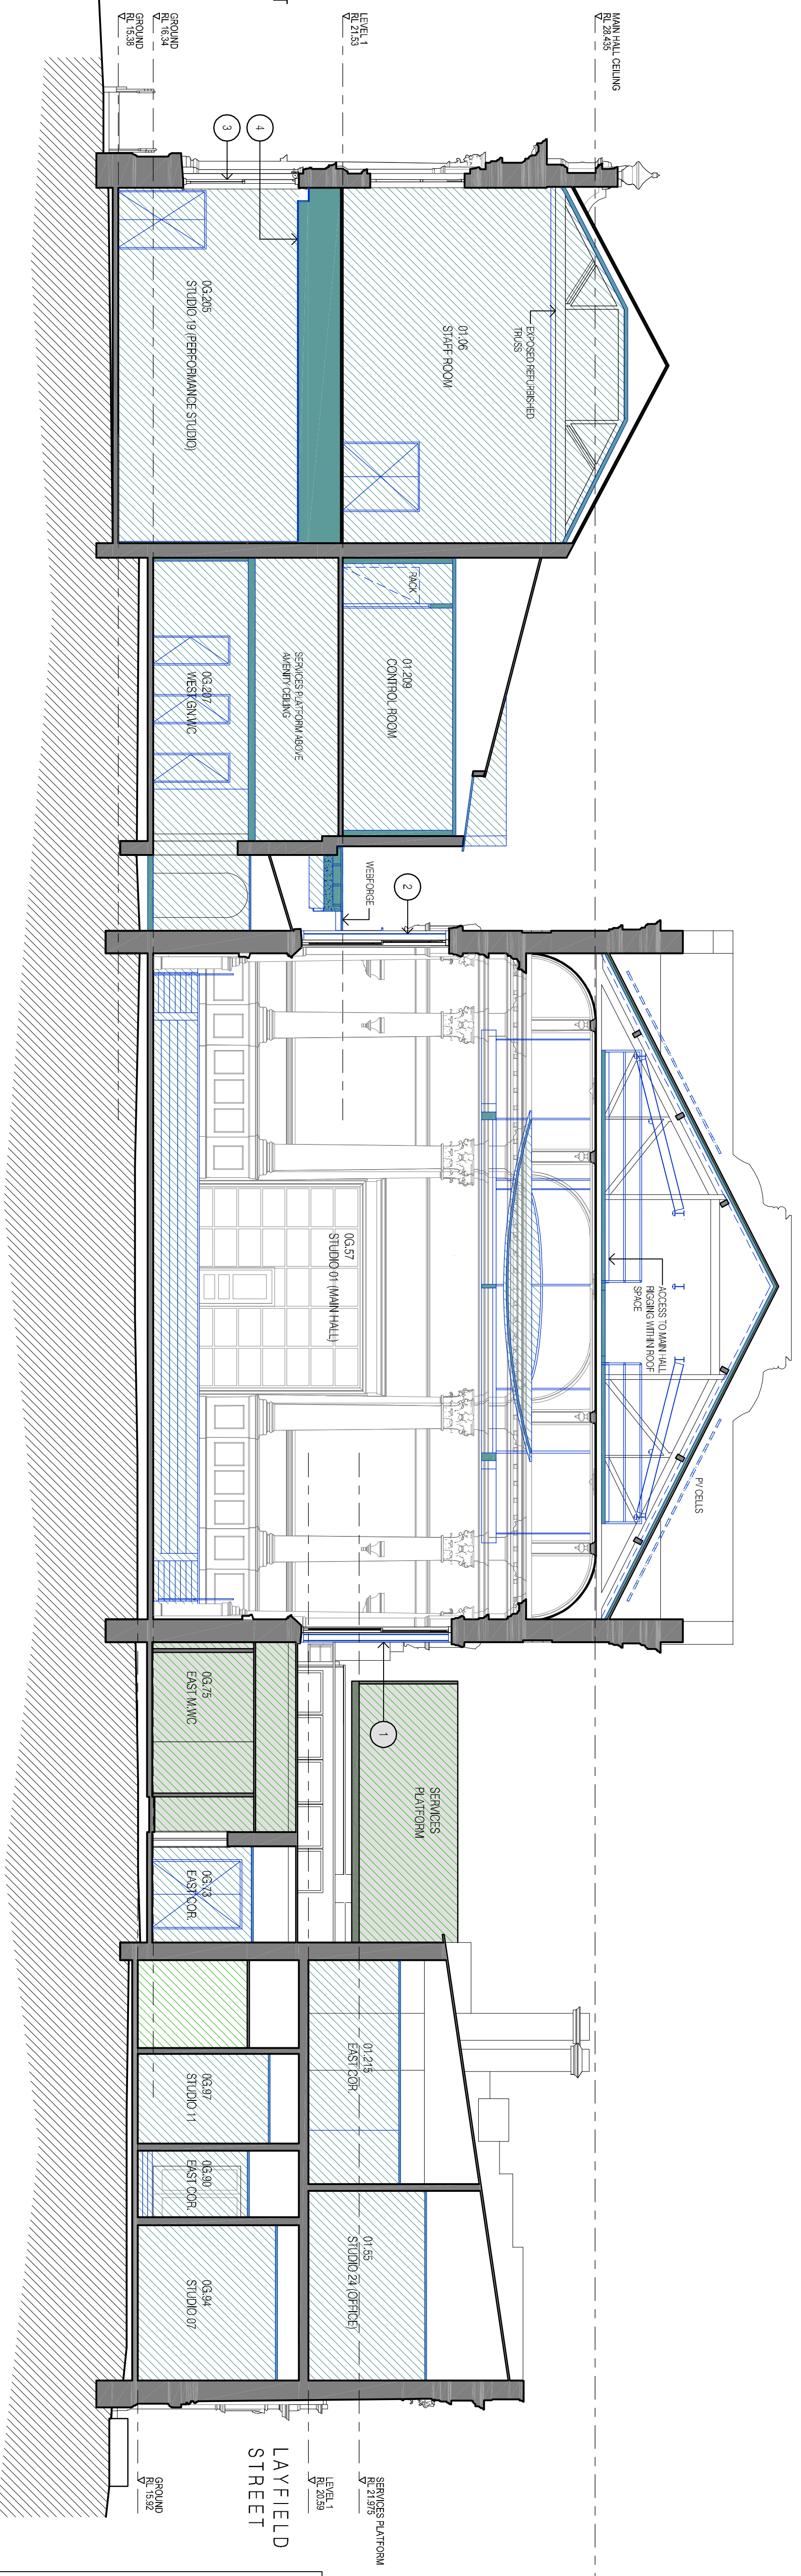 MAIN HALL CEILING
RL 28.435
LEVEL 1
RL 21.53
GROUND
RL 16.34
GROUND
RL 15.38
3
4
EXPOSED REFURBISHED
TRUSS
01.06
STAFF ROOM
0G.205
STUDIO 19 (PERFORMANCE STUDIO)
RACK
01.209
CONTROL ROOM
SERVICES PLATFORM ABOVE
AMENITY CEILING
0G.207
WEST GN.WC
WEBFORGE
2
ACCESS TO MAIN HALL
RIGGING WITHIN ROOF
SPACE
PV CELLS
0G.57
STUDIO 01 (MAIN HALL)
1
SERVICES
PLATFORM
0G.75
EAST M.WC
0G.73
EAST COR.
01.215
EAST COR.
0G.97
STUDIO 11
0G.90
EAST COR.
01.55
STUDIO 24 (OFFICE)
0G.94
STUDIO 07
SERVICES PLATFORM
RL 21.975
LEVEL 1
RL 20.59
LAYFIELD
STREET
GROUND
RL 15.92